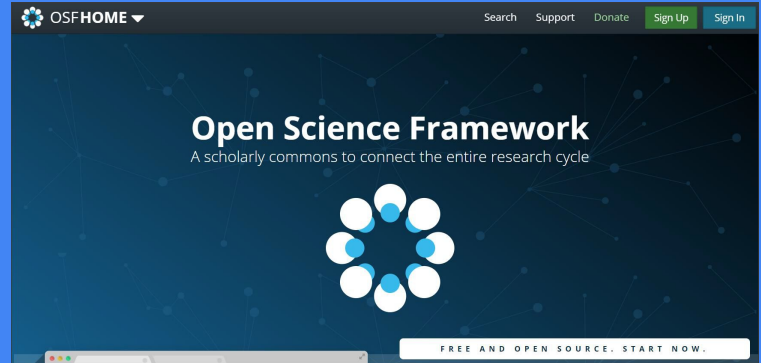 OSFHOME Search Support Donate Sign Up Sign In
Open Science Framework
A scholarly commons to connect the entire research cycle
FREE AND OPEN SOURCE. START NOW.